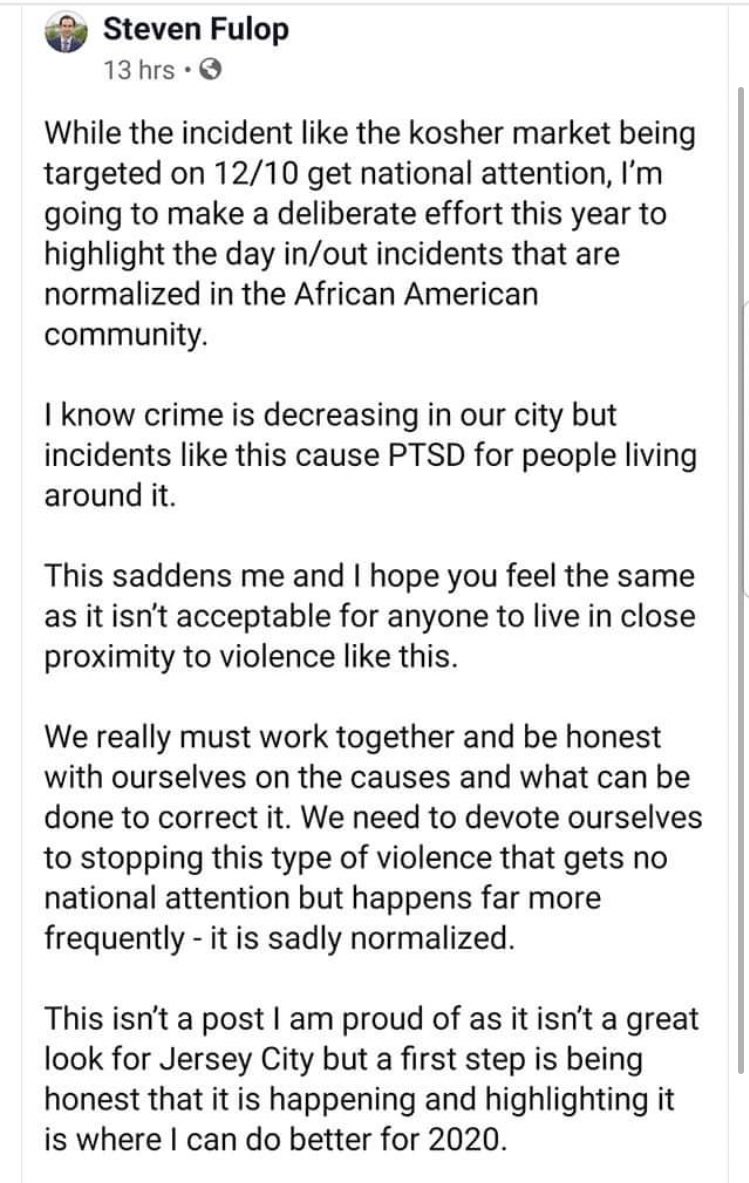 Steven Fulop
13 hrs •
While the incident like the kosher market being
targeted on 12/10 get national attention, I'm
going to make a deliberate effort this year to
highlight the day in/out incidents that are
normalized in the African American
community.
I know crime is decreasing in our city but
incidents like this cause PTSD for people living
around it.
This saddens me and I hope you feel the same
as it isn't acceptable for anyone to live in close
proximity to violence like this.
We really must work together and be honest
with ourselves on the causes and what can be
done to correct it. We need to devote ourselves
to stopping this type of violence that gets no
national attention but happens far more
frequently - it is sadly normalized.
This isn't a post I am proud of as it isn't a great
look for Jersey City but a first step is being
honest that it is happening and highlighting it
is where I can do better for 2020.